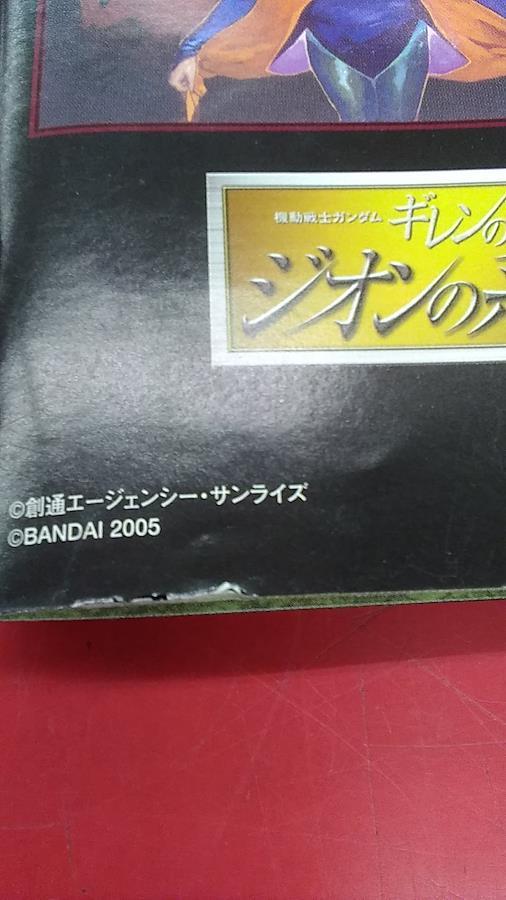 機動戦士ガンダム ギレンの
ジオンの
©創通エージェンシー・サンライズ
©BANDAI 2005